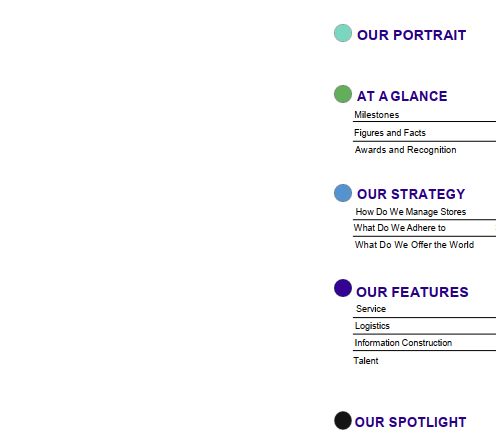 OUR PORTRAIT
AT A GLANCE
Milestones
Figures and Facts
Awards and Recognition
OUR STRATEGY
How Do We Manage Stores
What Do We Adhere to
What Do We Offer the World
OUR FEATURES
Service
Logistics
Information Construction
Talent
OUR SPOTLIGHT